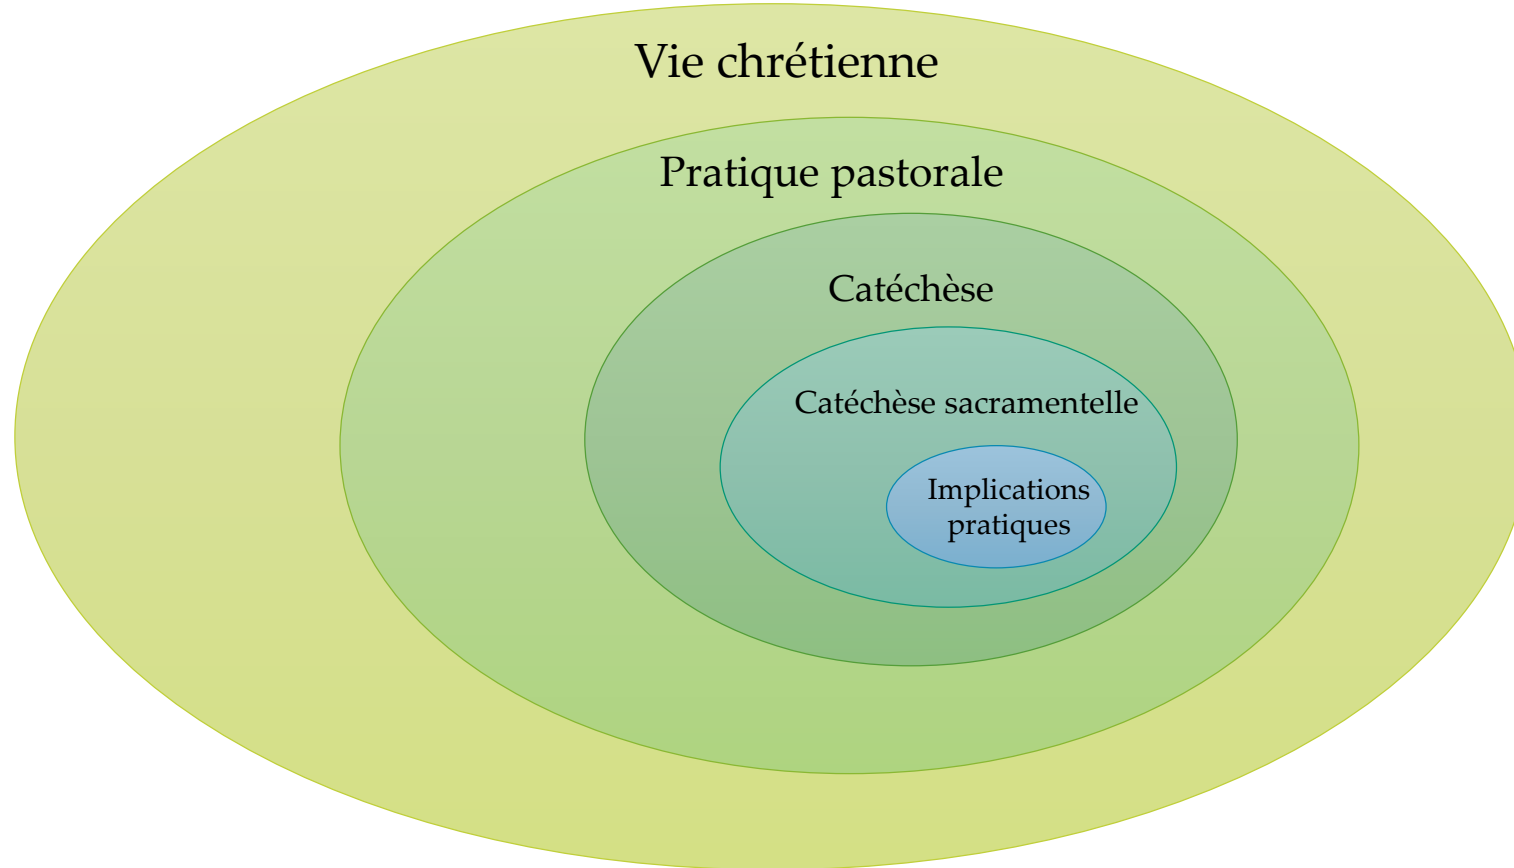 Vie chrétienne
Pratique pastorale
Catéchèse
Catéchèse sacramentelle
Implications
pratiques